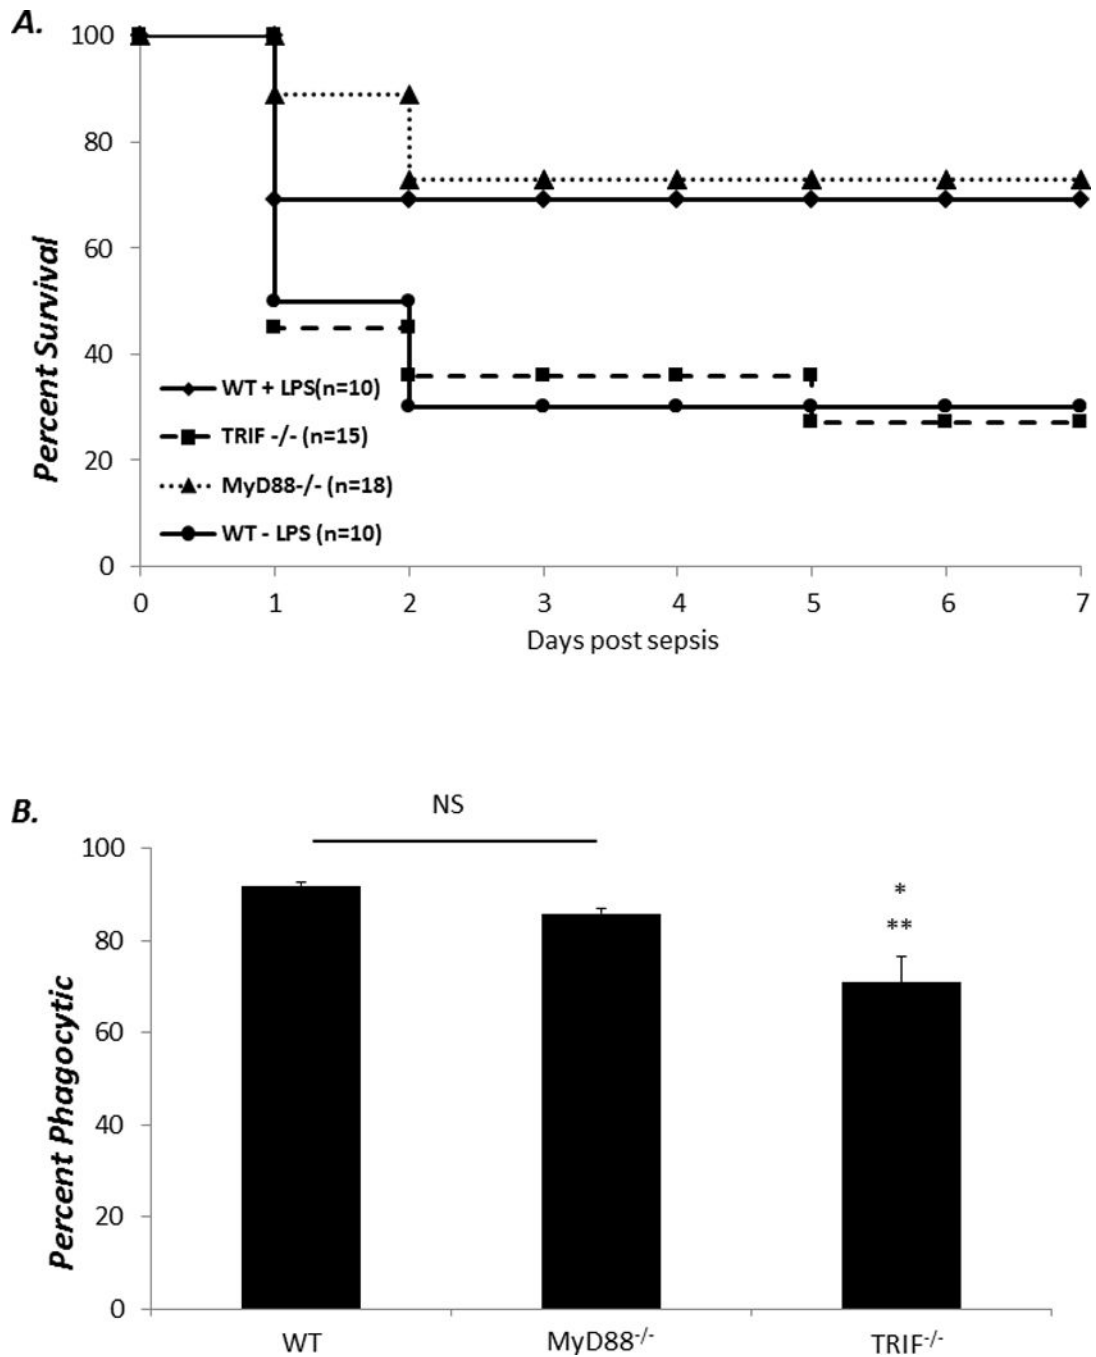 A.
Percent Survival
100
80
60
40
20
0
WT + LPS(n=10)
TRIF -/- (n=15)
MyD88-/- (n=18)
WT - LPS (n=10)
0 1 2 3 4 5 6 7
Days post sepsis
B.
NS
Percent Phagocytic
100
80
60
40
20
0
*
**
WT MyD88-/- TRIF-/-